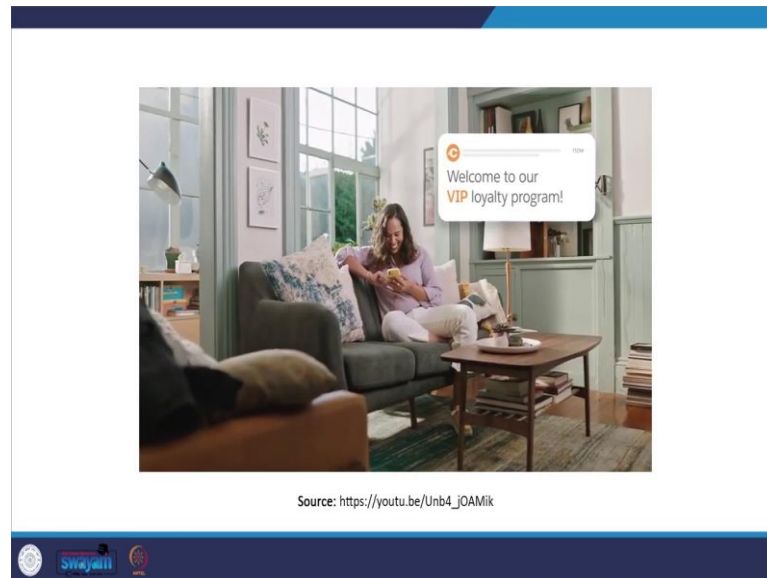 C
now
Welcome to our
VIP loyalty program!
Source: https://youtu.be/Unb4_jOAMik
swayam